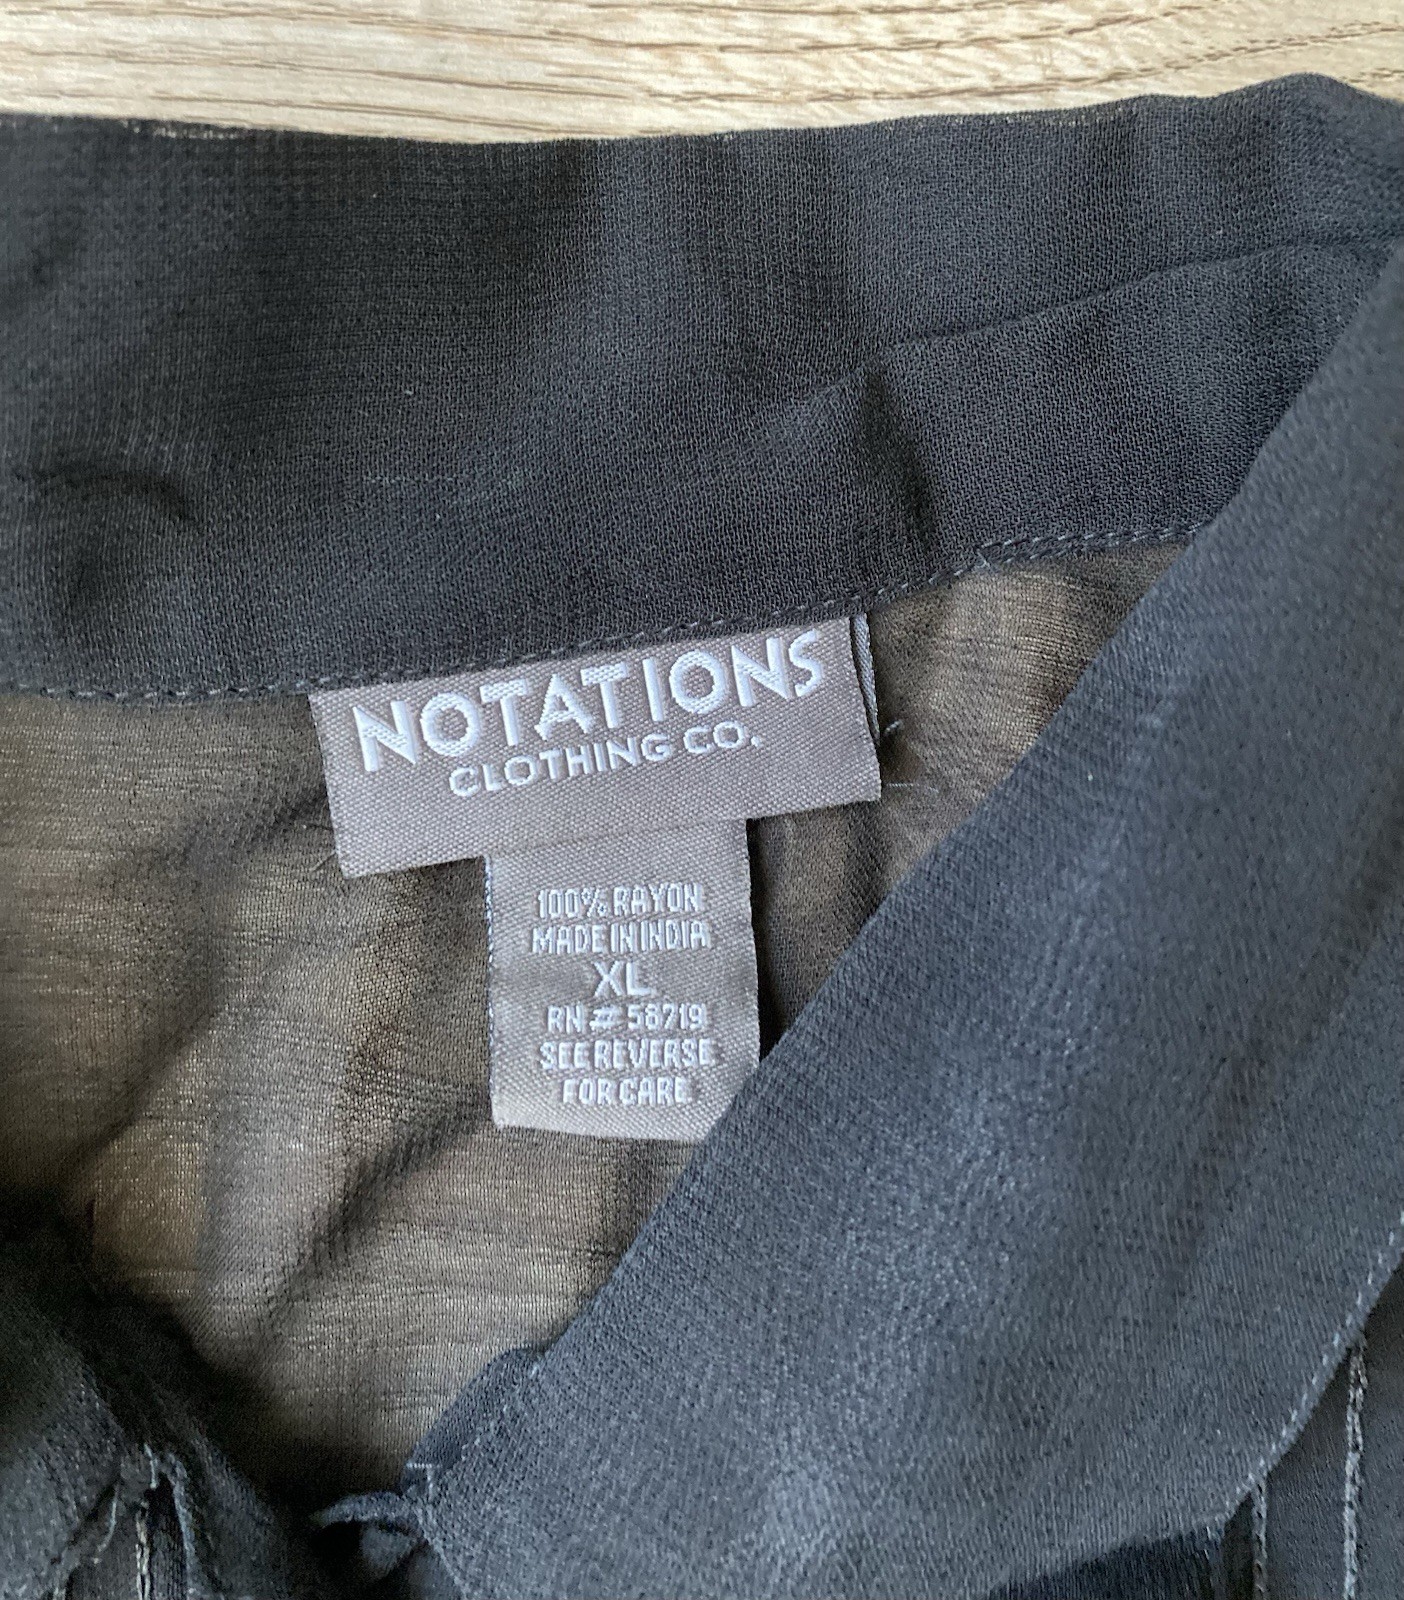 NOTATIONS
CLOTHING CO.
100% RAYON
MADE IN INDIA
XL
RN # 58719
SEE REVERSE
FOR CARE